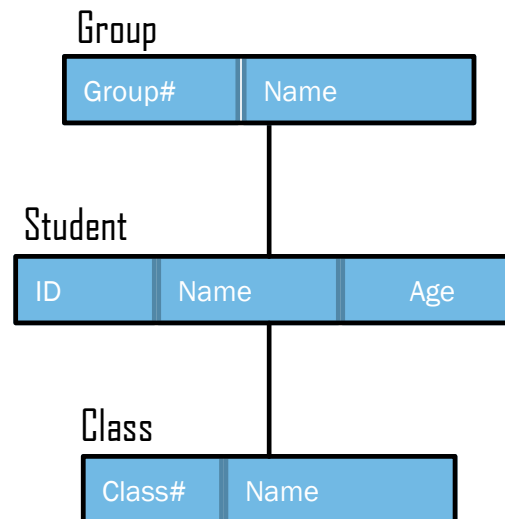 Group
Group# Name
Student
ID Name Age
Class
Class# Name